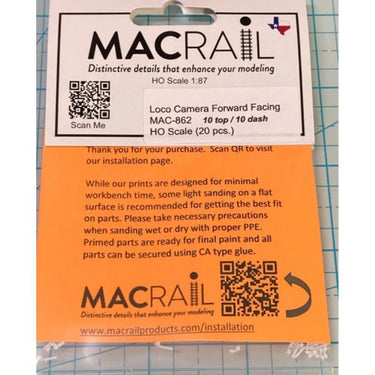 MACRAIL
Distinctive details that enhance your modeling
HO Scale 1:87
Scan Me
Loco Camera Forward Facing
MAC-862 10 top / 10 dash
HO Scale (20 pcs.)
Thank you for your purchase. Scan QR to visit
our installation page.
While our prints are designed for minimal
workbench time, some light sanding on a flat
surface is recommended for getting the best fit
on parts. Please take necessary precautions
when sanding wet or dry with proper PPE.
Primed parts are ready for final paint and all
parts can be secured using CA type glue.
MACRAIL
Distinctive details that enhance your modeling
www.macrailproducts.com/installation